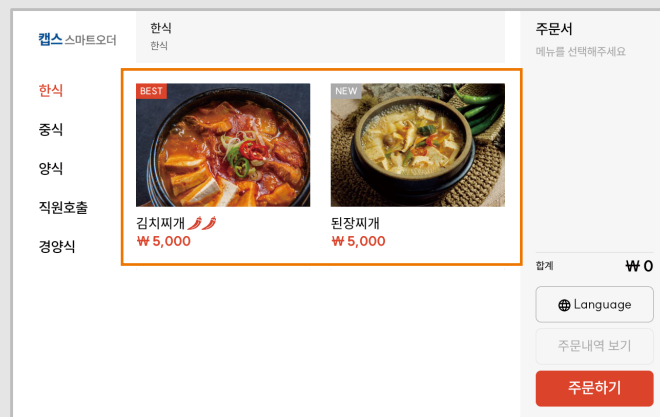 캡스 스마트오더
한식
중식
양식
직원호출
경양식
한식
한식
BEST
김치찌개
₩ 5,000
NEW
된장찌개
₩ 5,000
주문서
메뉴를 선택해주세요
합계 ₩ 0
Language
주문내역 보기
주문하기